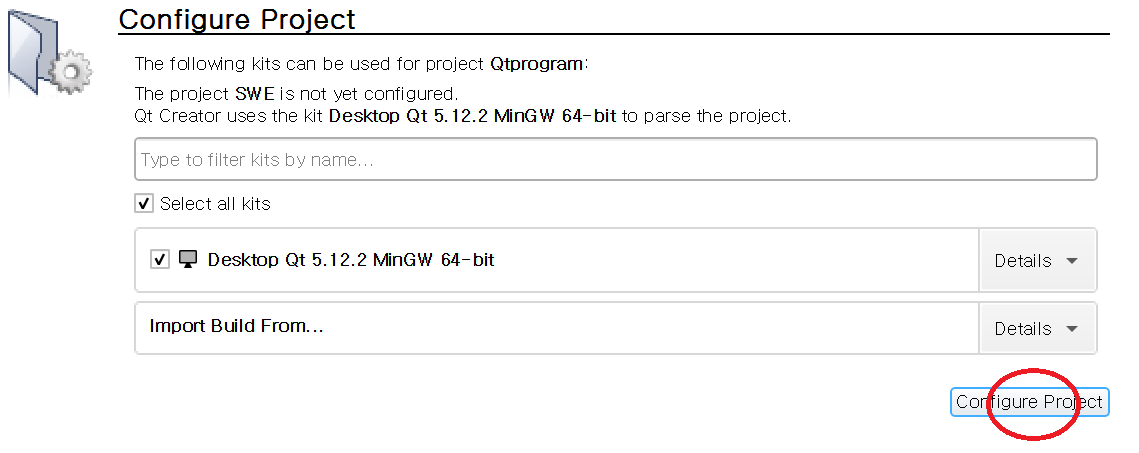 Configure Project
The following kits can be used for project Qtprogram:
The project SWE is not yet configured.
Qt Creator uses the kit Desktop Qt 5.12.2 MinGW 64-bit to parse the project.
Type to filter kits by name...
Select all kits
Desktop Qt 5.12.2 MinGW 64-bit
Details
Import Build From...
Details
Configure Project